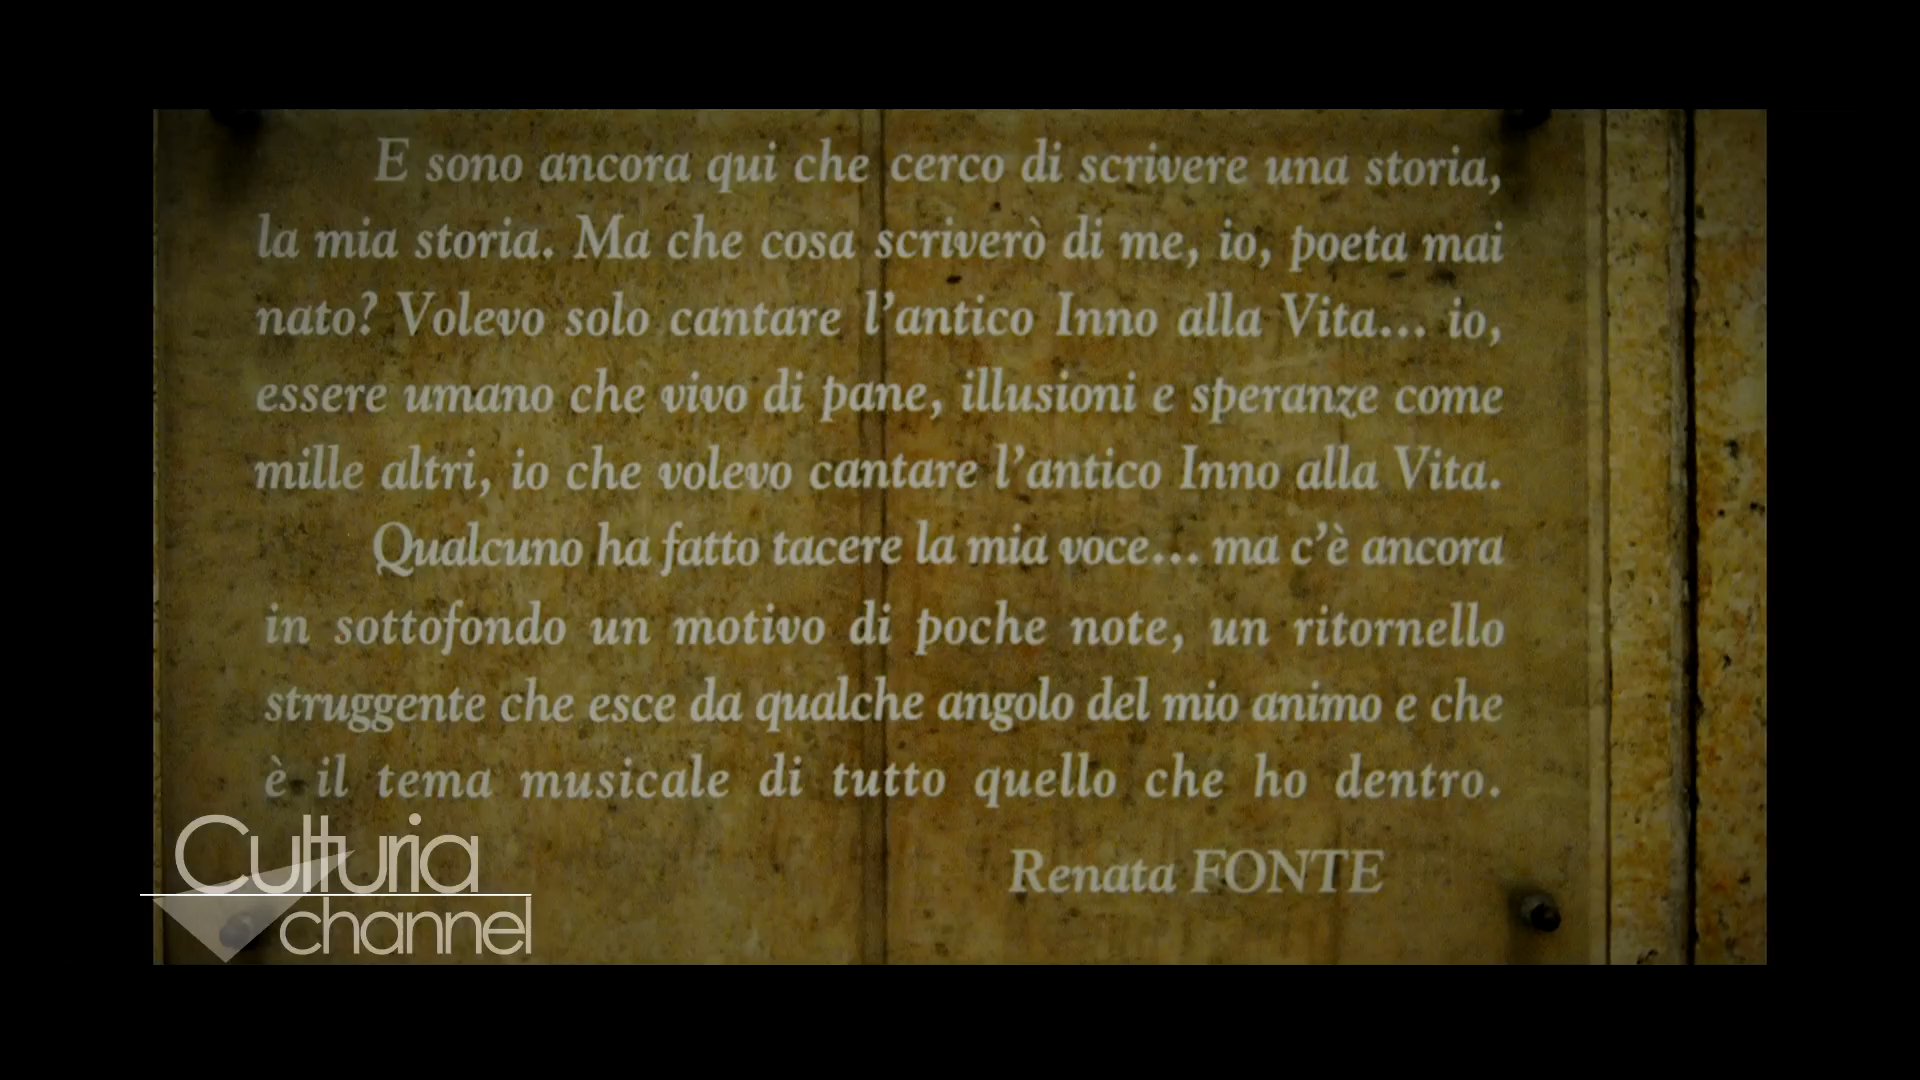 E sono ancora qui che cerco di scrivere una storia,
la mia storia. Ma che cosa scriverò di me, io, poeta mai
nato? Volevo solo cantare l’antico Inno alla Vita... io,
essere umano che vivo di pane, illusioni e speranze come
mille altri, io che volevo cantare l’antico Inno alla Vita.
Qualcuno ha fatto tacere la mia voce... ma c’è ancora
in sottofondo un motivo di poche note, un ritornello
struggente che esce da qualche angolo del mio animo e che
è il tema musicale di tutto quello che ho dentro.
Renata FONTE
Culturia
channel